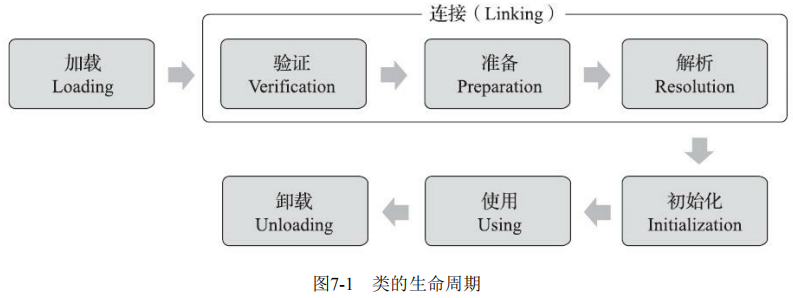 连接（Linking）
加载
Loading
验证
Verification
准备
Preparation
解析
Resolution
初始化
Initialization
使用
Using
卸载
Unloading
图7-1 类的生命周期